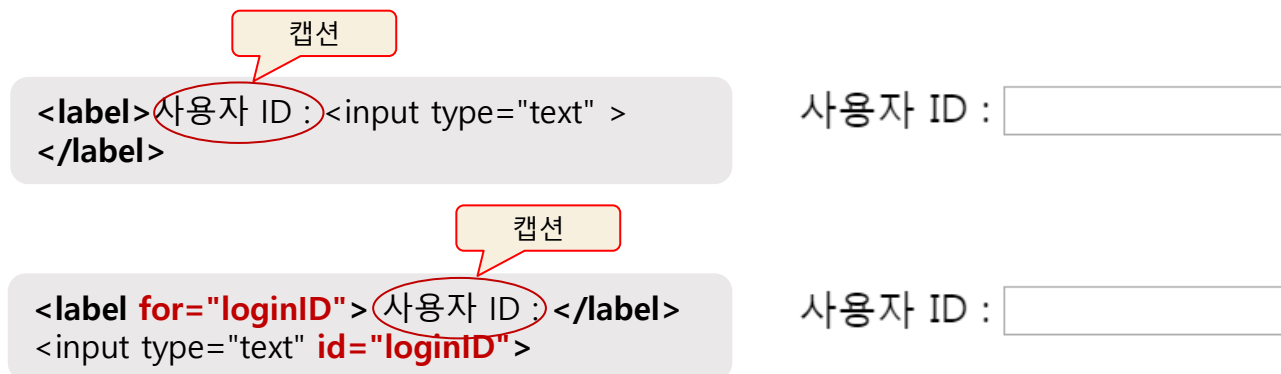 캡션
<label>사용자 ID : <input type="text" >
</label>
사용자 ID :
캡션
<label for="loginID"> 사용자 ID : </label>
<input type="text" id="loginID">
사용자 ID :